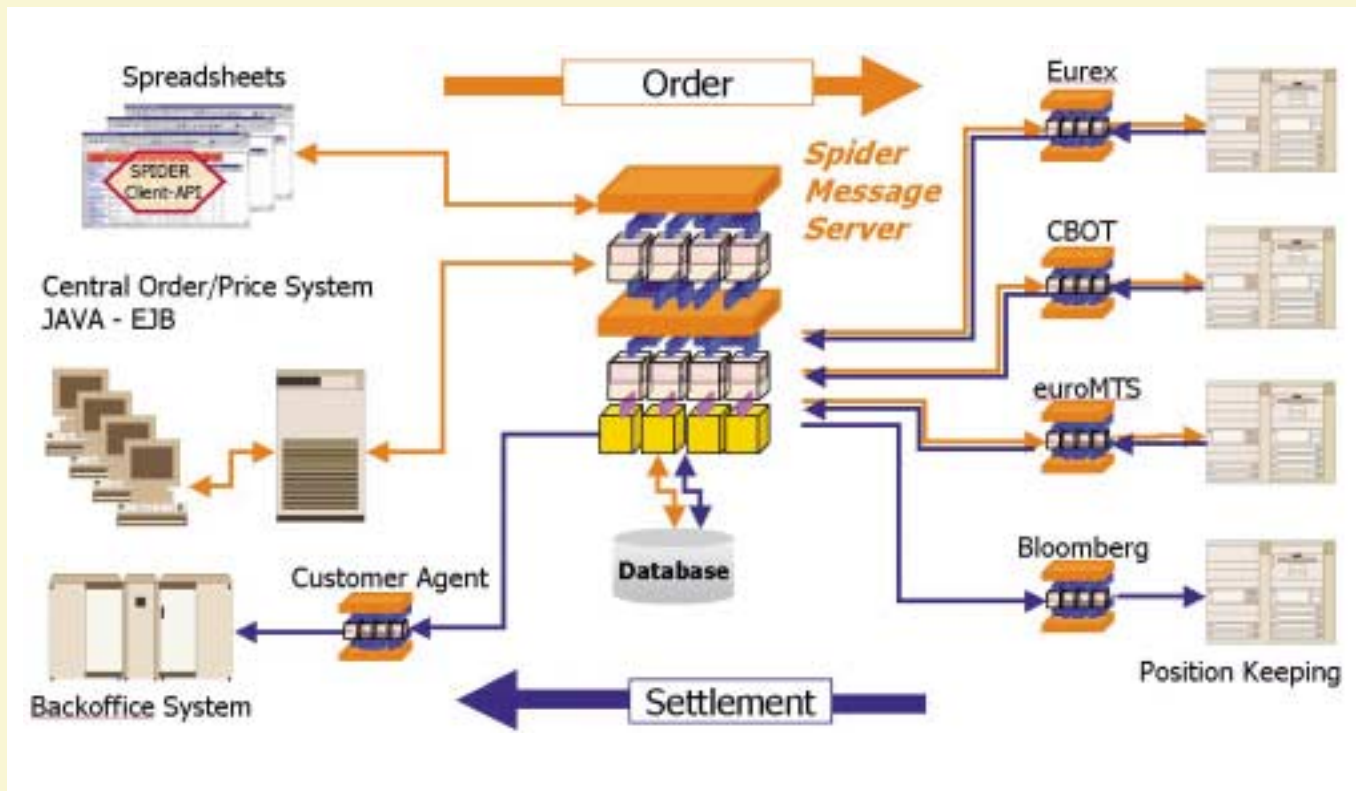 Spreadsheets
SPIDER
Client-API
Order
Spider
Message
Server
Eurex
CBOT
euroMTS
Bloomberg
Position Keeping
Central Order/Price System
JAVA - EJB
Database
Customer Agent
Backoffice System
Settlement